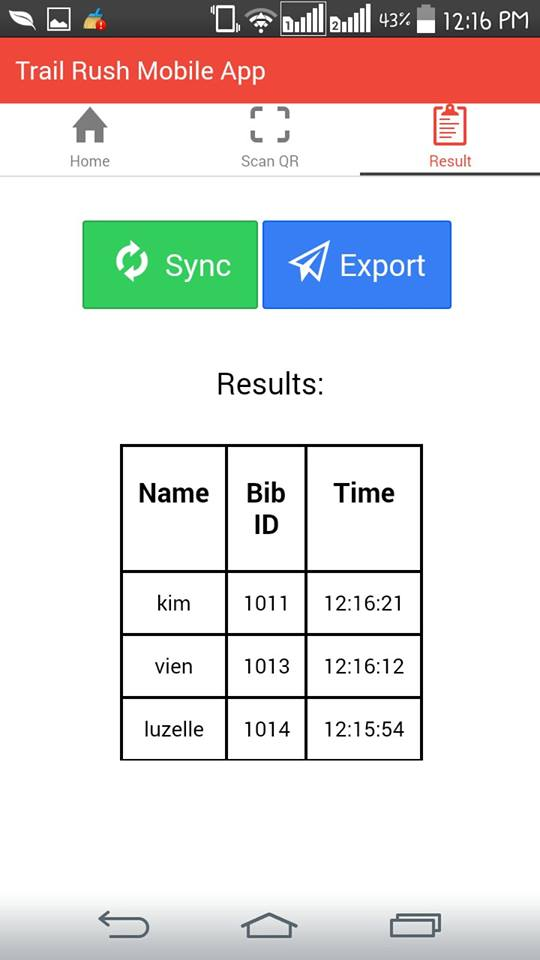 43% 12:16 PM
Trail Rush Mobile App
Home Scan QR Result
Sync Export
Results:
Name Bib ID Time
kim 1011 12:16:21
vien 1013 12:16:12
luzelle 1014 12:15:54